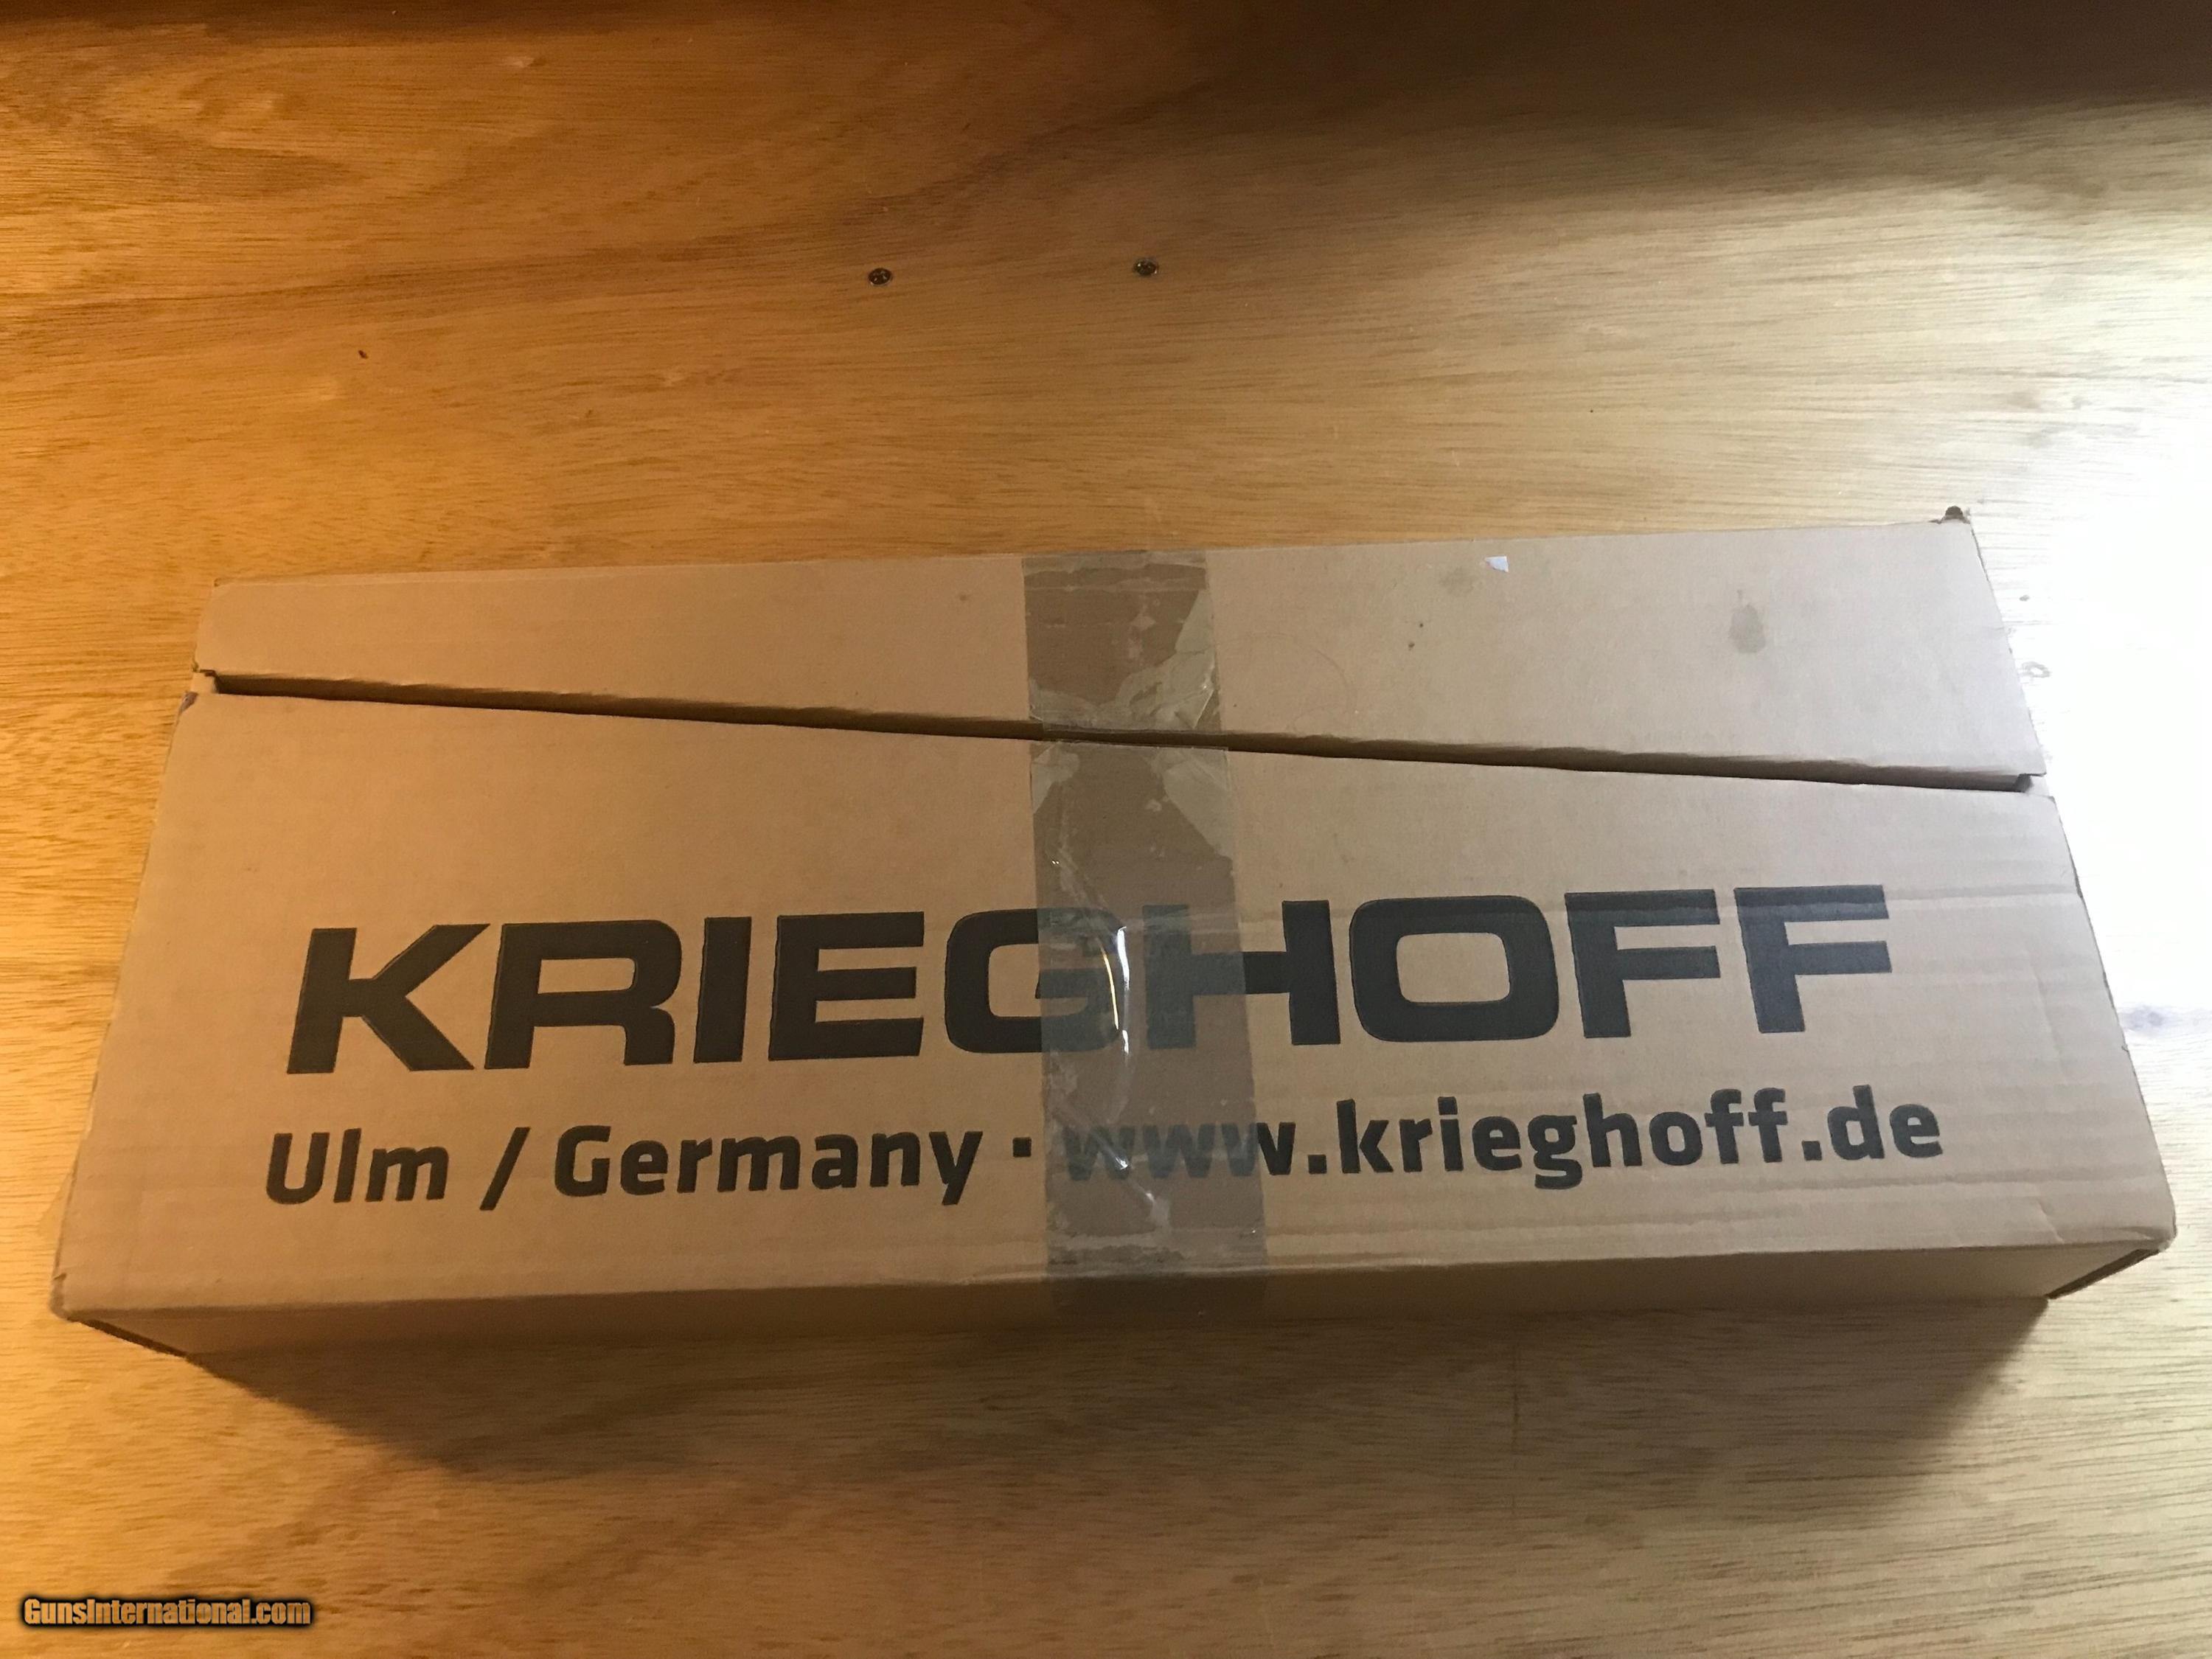 KRIEGHOFF
Ulm / Germany · www.krieghoff.de
GunsInternational.com